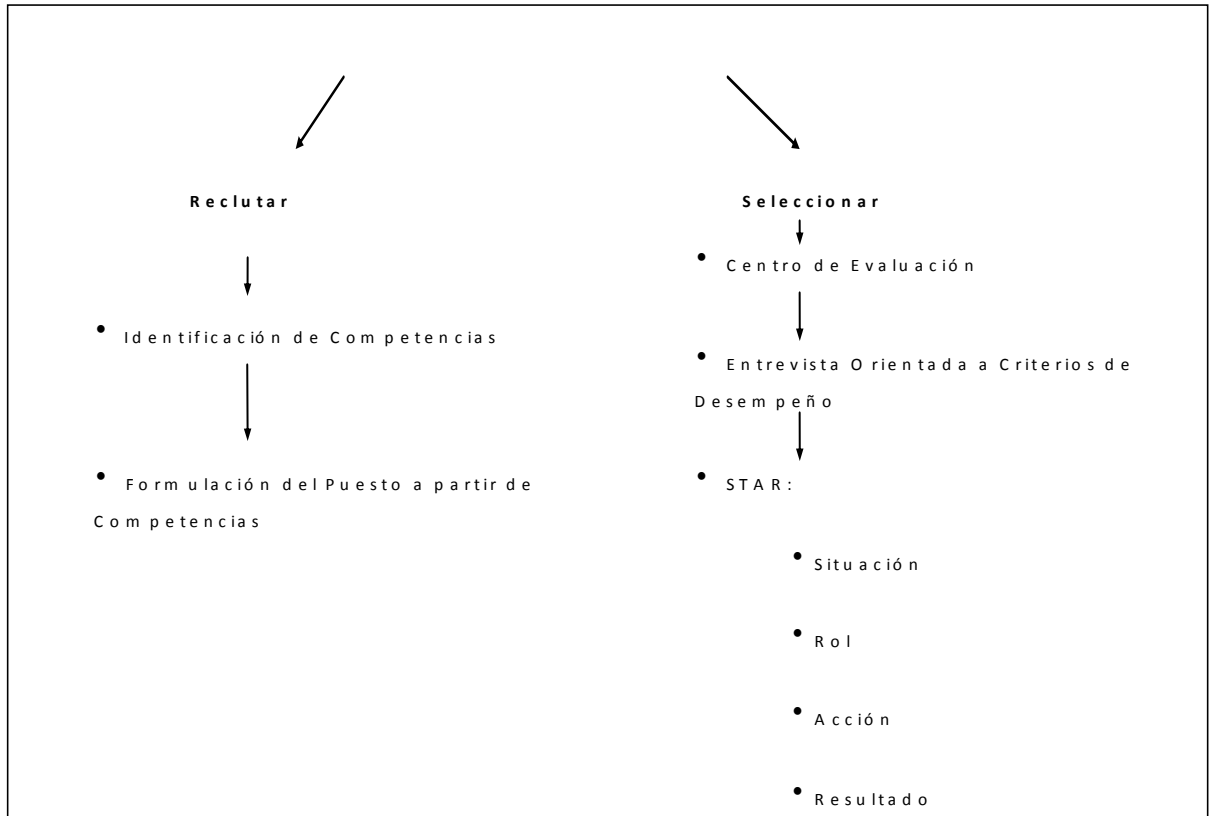 Reclutar
• Identificación de Competencias
• Formulación del Puesto a partir de
Competencias
Seleccionar
• Centro de Evaluación
• Entrevista Orientada a Criterios de
Desempeño
• STAR:
• Situación
• Rol
• Acción
• Resultado